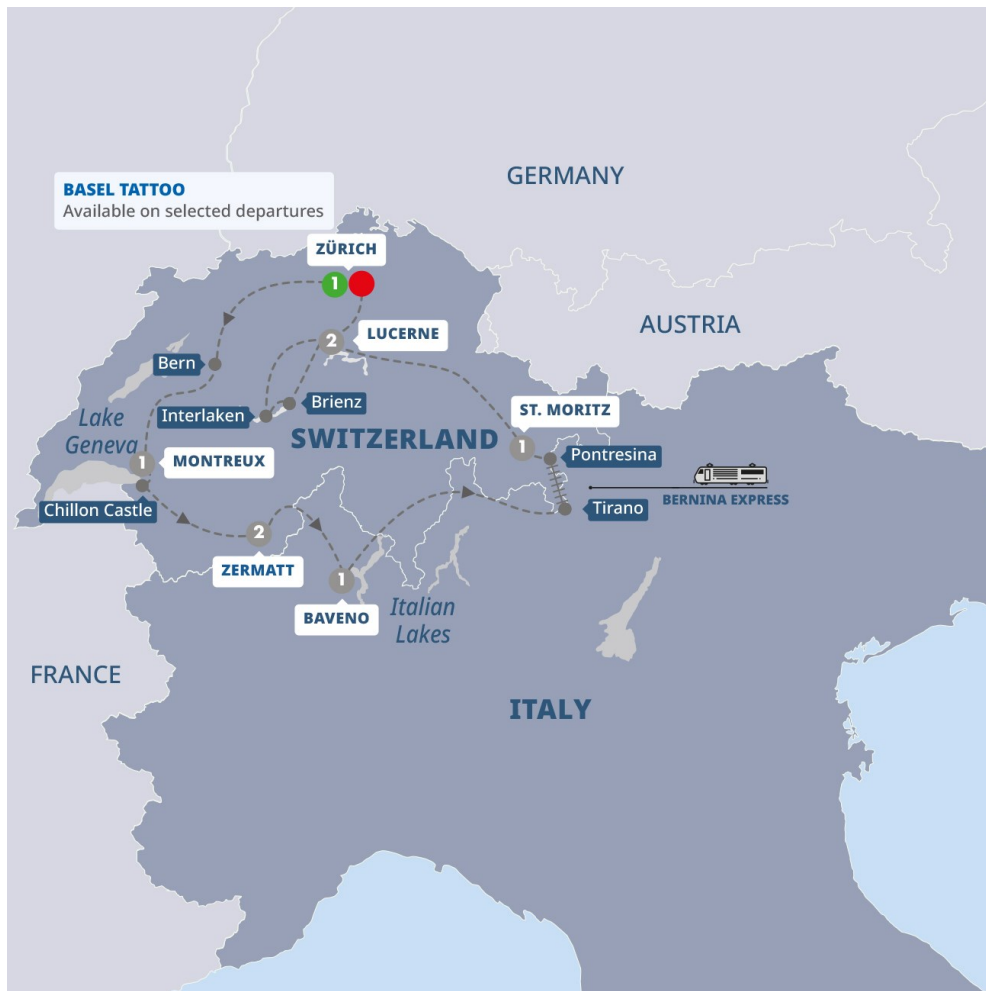 GERMANY
BASEL TATTOO
Available on selected departures
ZÜRICH
1
AUSTRIA
2
LUCERNE
Bern
Interlaken
Brienz
Lake
Geneva
SWITZERLAND
ST. MORITZ
1
Pontresina
1
MONTREUX
Chillon Castle
BERNINA EXPRESS
Tirano
2
ZERMATT
1
BAVENO
Italian
Lakes
FRANCE
ITALY